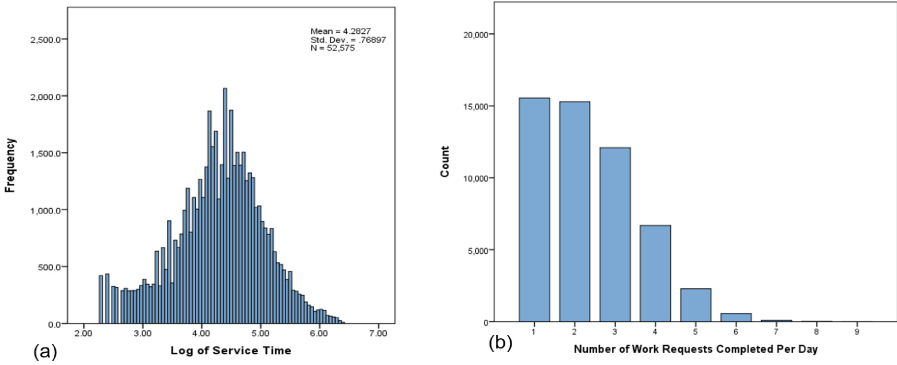 Mean = 4.2827
Std. Dev. = .76897
N = 52,575
2,500.0
2,000.0
1,500.0
1,000.0
500.0
0.0
Frequency
2.00 3.00 4.00 5.00 6.00 7.00
Log of Service Time
(a)
20,000
15,000
10,000
5,000
0
Count
1 2 3 4 5 6 7 8 9
Number of Work Requests Completed Per Day
(b)